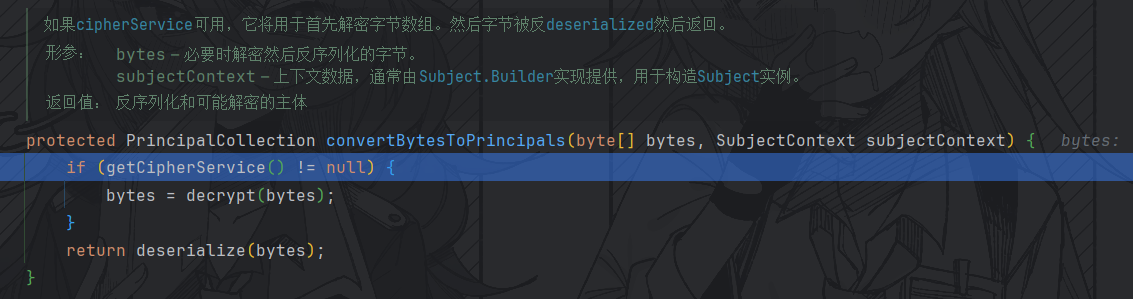 如果cipherService可用，它将用于首先解密字节数组。然后字节被反deserialized然后返回。
形参： bytes – 必要时解密然后反序列化的字节。
subjectContext – 上下文数据，通常由Subject.Builder实现提供，用于构造Subject实例。
返回值： 反序列化和可能解密的主体
protected PrincipalCollection convertBytesToPrincipals(byte[] bytes, SubjectContext subjectContext) { bytes:
if (getCipherService() != null) {
bytes = decrypt(bytes);
}
return deserialize(bytes);
}